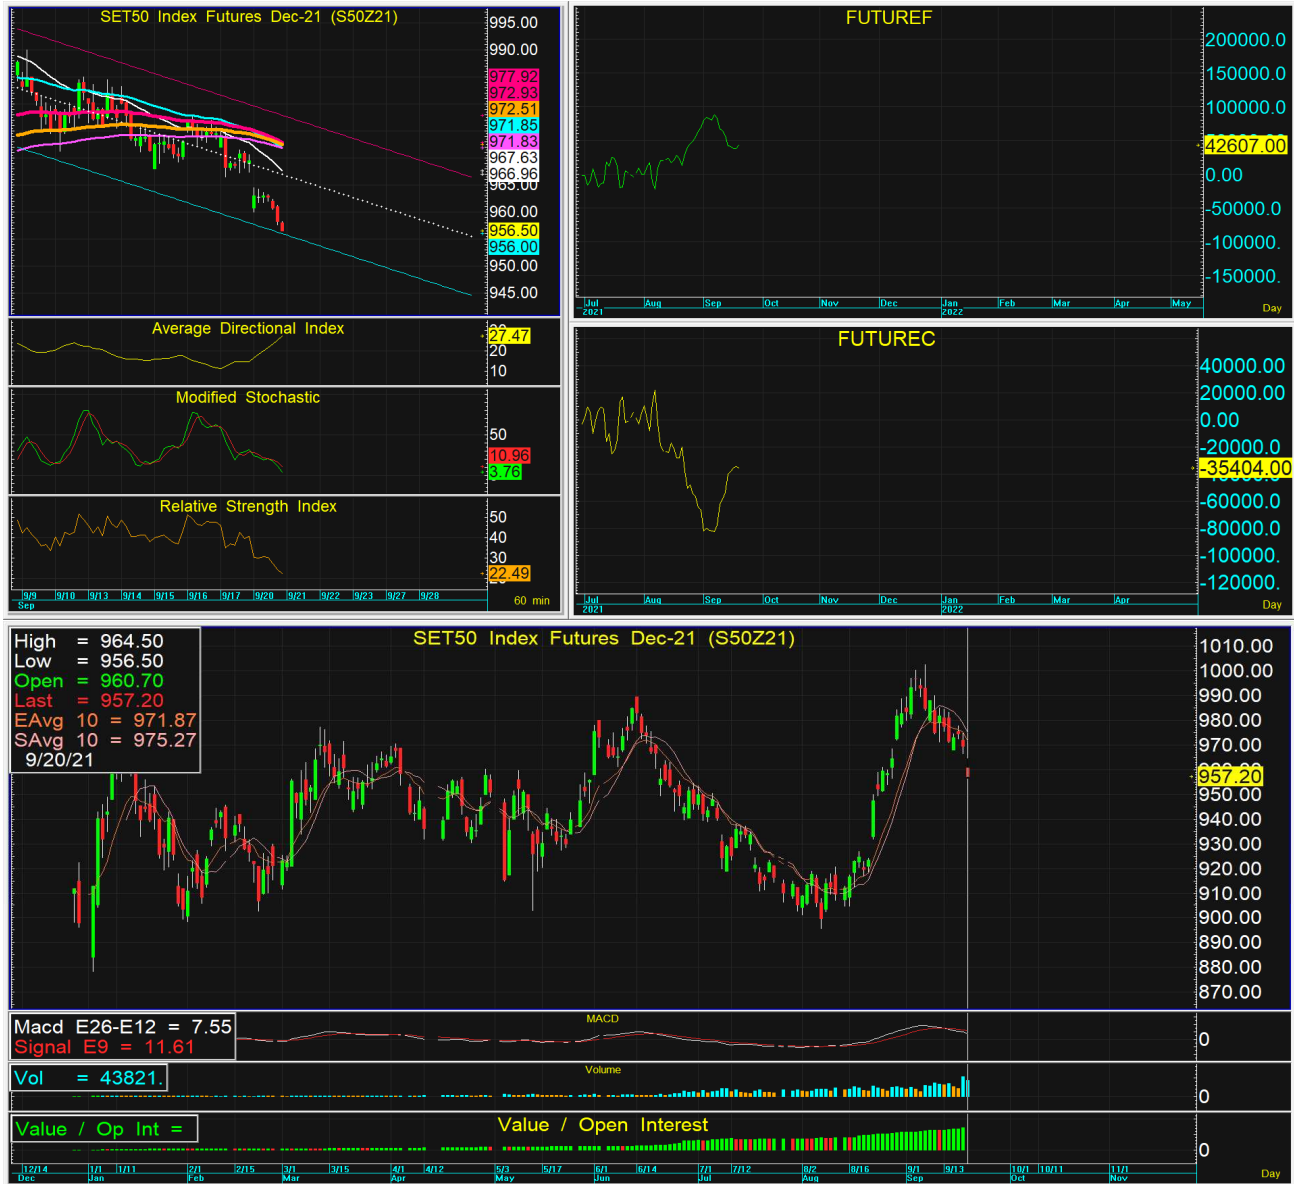 SET50 Index Futures Dec-21 (S50Z21)
995.00
990.00
977.92
972.93
972.51
971.85
971.83
967.63
966.96
965.00
960.00
956.50
956.00
950.00
945.00
Average Directional Index
27.47
20
10
Modified Stochastic
50
10.96
3.76
Relative Strength Index
50
40
30
22.49
9/9 9/10 9/13 9/14 9/15 9/16 9/17 9/20 9/21 9/22 9/23 9/27 9/28
Sep
60 min
FUTUREF
200000.0
150000.0
100000.0
42607.00
0.00
-50000.0
-100000.
-150000.
Jul Aug Sep Oct Nov Dec Jan Feb Mar Apr May
2021 2022
Day
FUTUREC
40000.00
20000.00
0.00
-20000.0
-35404.00
-60000.0
-80000.0
-100000.
-120000.
Jul Aug Sep Oct Nov Dec Jan Feb Mar Apr
2021 2022
Day
SET50 Index Futures Dec-21 (S50Z21)
High = 964.50
Low = 956.50
Open = 960.70
Last = 957.20
EAvg 10 = 971.87
SAvg 10 = 975.27
9/20/21
1010.00
1000.00
990.00
980.00
970.00
957.20
950.00
940.00
930.00
920.00
910.00
900.00
890.00
880.00
870.00
MACD
Macd E26-E12 = 7.55
Signal E9 = 11.61
0
Volume
Vol = 43821.
0
Value / Open Interest
Value / Op Int =
0
12/14 1/1 1/11 2/1 2/15 3/1 3/15 4/1 4/12 5/3 5/17 6/1 6/14 7/1 7/12 8/2 8/16 9/1 9/13 10/1 10/11 11/1
Dec Jan Feb Mar Apr May Jun Jul Aug Sep Oct Nov
Day